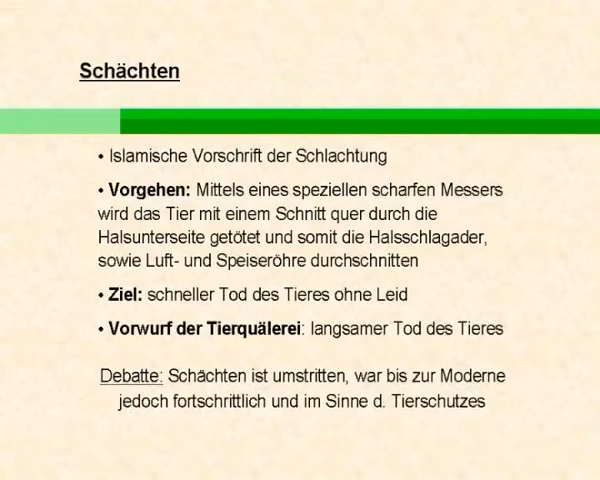 Schächten
• Islamische Vorschrift der Schlachtung
• Vorgehen: Mittels eines speziellen scharfen Messers
wird das Tier mit einem Schnitt quer durch die
Halsunterseite getötet und somit die Halsschlagader,
sowie Luft- und Speiseröhre durchschnitten
• Ziel: schneller Tod des Tieres ohne Leid
• Vorwurf der Tierquälerei: langsamer Tod des Tieres
Debatte: Schächten ist umstritten, war bis zur Moderne
jedoch fortschrittlich und im Sinne d. Tierschutzes